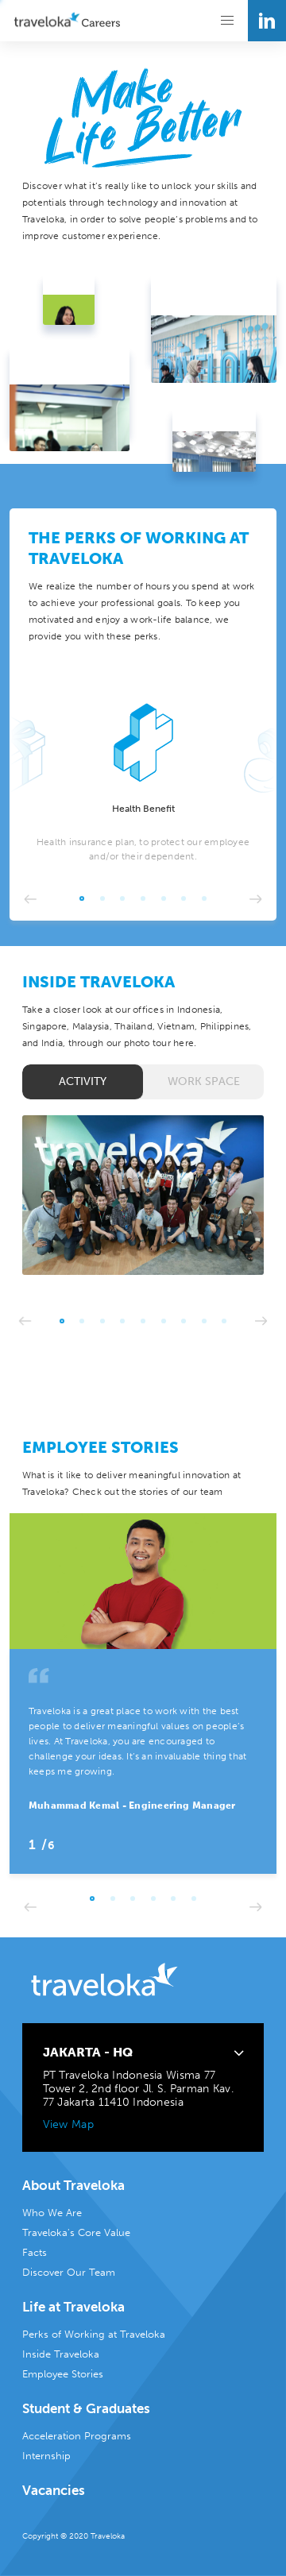 traveloka Careers
in
Make
Life Better
Discover what it's really like to unlock your skills and
potentials through technology and innovation at
Traveloka, in order to solve people's problems and to
improve customer experience.
THE PERKS OF WORKING AT
TRAVELOKA
We realize the number of hours you spend at work
to achieve your professional goals. To keep you
motivated and enjoy a work-life balance, we
provide you with these perks.
Health Benefit
Health insurance plan, to protect our employee
and/or their dependent.
INSIDE TRAVELOKA
Take a closer look at our offices in Indonesia,
Singapore, Malaysia, Thailand, Vietnam, Philippines,
and India, through our photo tour here.
ACTIVITY WORK SPACE
traveloka
EMPLOYEE STORIES
What is it like to deliver meaningful innovation at
Traveloka? Check out the stories of our team
“
Traveloka is a great place to work with the best
people to deliver meaningful values on people's
lives. At Traveloka, you are encouraged to
challenge your ideas. It's an invaluable thing that
keeps me growing.
Muhammad Kemal - Engineering Manager
1 /6
traveloka
JAKARTA - HQ
PT Traveloka Indonesia Wisma 77
Tower 2, 2nd floor Jl. S. Parman Kav.
77 Jakarta 11410 Indonesia
View Map
About Traveloka
Who We Are
Traveloka's Core Value
Facts
Discover Our Team
Life at Traveloka
Perks of Working at Traveloka
Inside Traveloka
Employee Stories
Student & Graduates
Acceleration Programs
Internship
Vacancies
Copyright © 2020 Traveloka